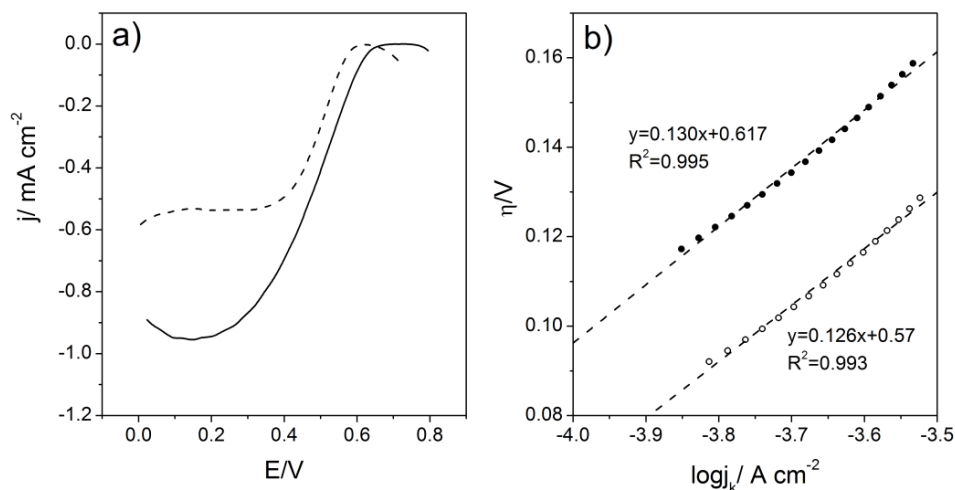 a)
0.0
-0.2
-0.4
-0.6
-0.8
-1.0
-1.2
j/ mA cm⁻²
0.0 0.2 0.4 0.6 0.8
E/V
b)
0.16
0.14
0.12
0.10
0.08
η/V
y=0.130x+0.617
R²=0.995
y=0.126x+0.57
R²=0.993
-4.0 -3.9 -3.8 -3.7 -3.6 -3.5
logjₖ/ A cm⁻²